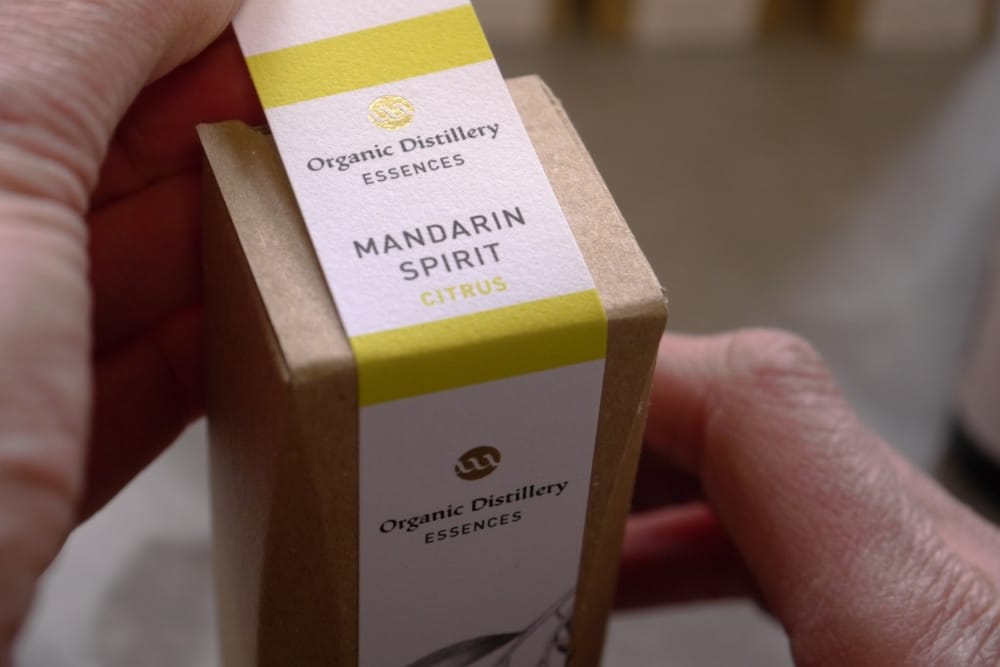 Organic Distillery
ESSENCES
MANDARIN
SPIRIT
CITRUS
Organic Distillery
ESSENCES